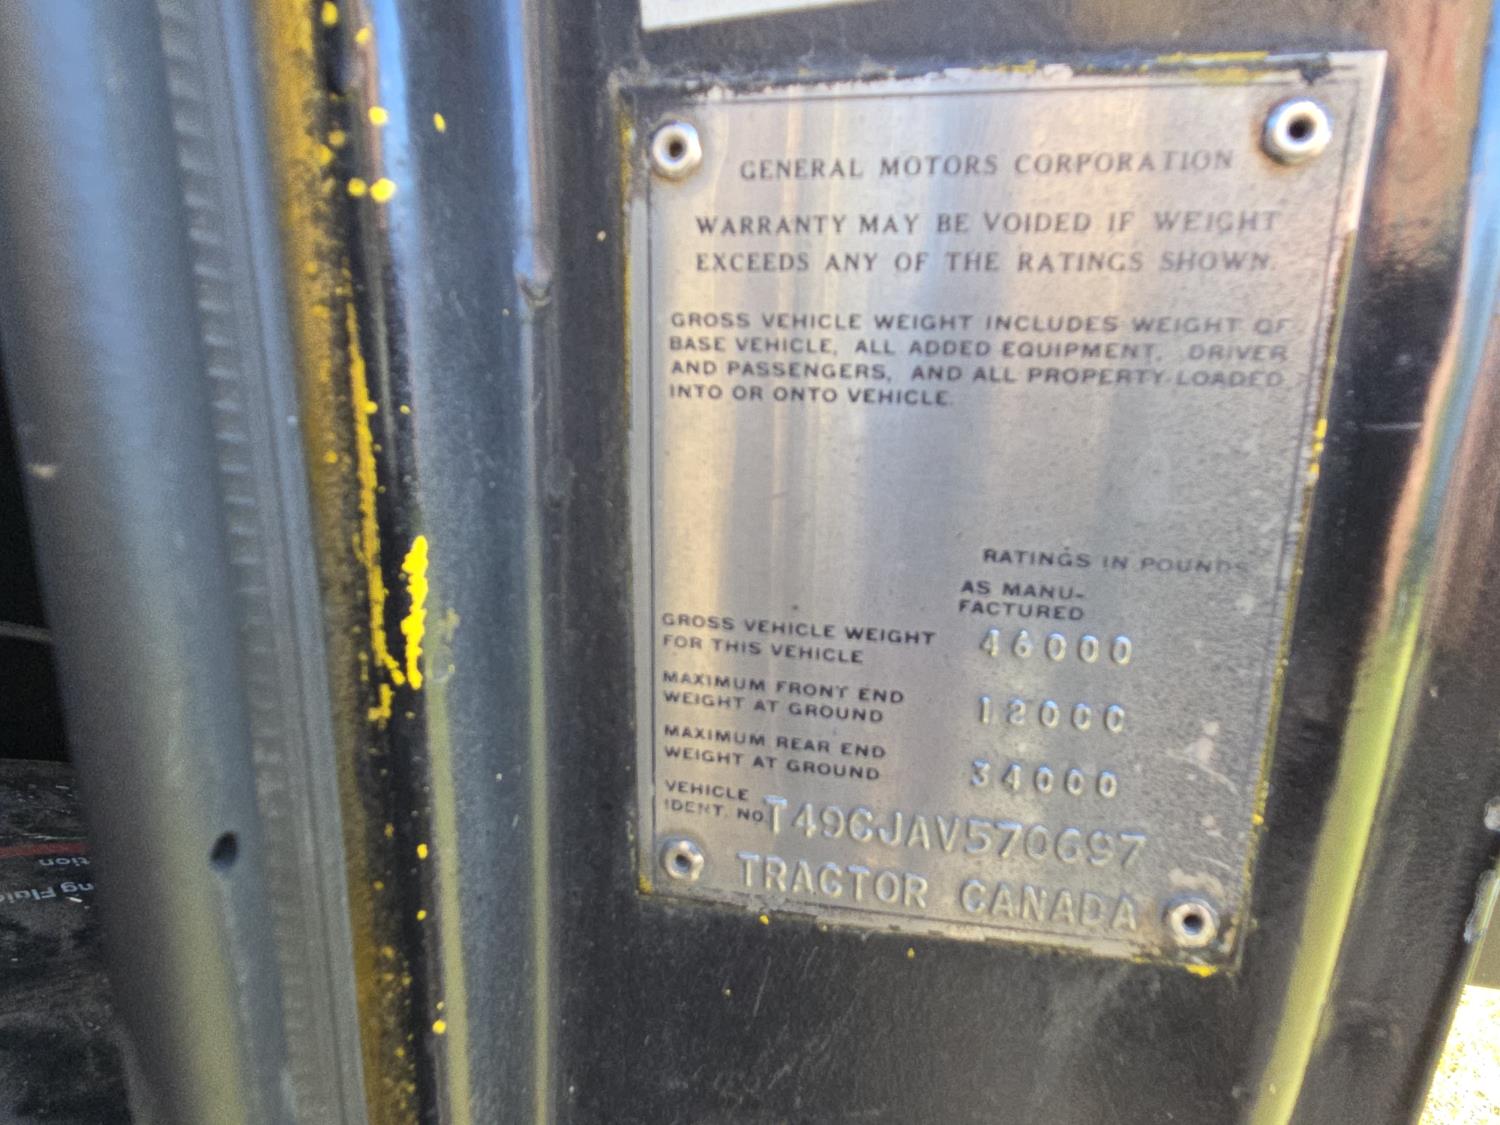 GENERAL MOTORS CORPORATION
WARRANTY MAY BE VOIDED IF WEIGHT
EXCEEDS ANY OF THE RATINGS SHOWN.
GROSS VEHICLE WEIGHT INCLUDES WEIGHT OF
BASE VEHICLE, ALL ADDED EQUIPMENT, DRIVER
AND PASSENGERS, AND ALL PROPERTY LOADED
INTO OR ONTO VEHICLE.
RATINGS IN POUNDS
AS MANU-
FACTURED
GROSS VEHICLE WEIGHT
FOR THIS VEHICLE 46000
MAXIMUM FRONT END
WEIGHT AT GROUND 12000
MAXIMUM REAR END
WEIGHT AT GROUND 34000
VEHICLE
IDENT. NO. T49CJAV570697
TRACTOR CANADA